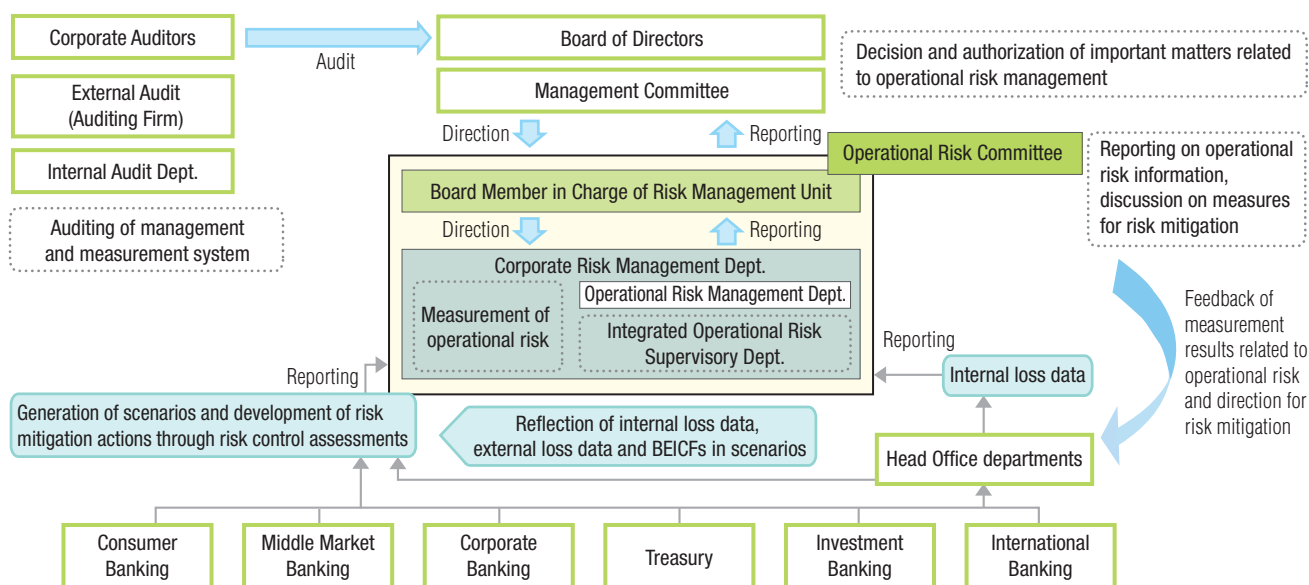 Corporate Auditors
Audit
Board of Directors
Decision and authorization of important matters related
to operational risk management
External Audit
(Auditing Firm)
Management Committee
Internal Audit Dept.
Direction
Reporting
Operational Risk Committee
Reporting on operational
risk information,
discussion on measures
for risk mitigation
Auditing of management
and measurement system
Board Member in Charge of Risk Management Unit
Direction
Reporting
Corporate Risk Management Dept.
Measurement of
operational risk
Operational Risk Management Dept.
Integrated Operational Risk
Supervisory Dept.
Feedback of
measurement
results related to
operational risk
and direction for
risk mitigation
Reporting
Reporting
Internal loss data
Generation of scenarios and development of risk
mitigation actions through risk control assessments
Reflection of internal loss data,
external loss data and BEICFs in scenarios
Head Office departments
Consumer
Banking
Middle Market
Banking
Corporate
Banking
Treasury
Investment
Banking
International
Banking